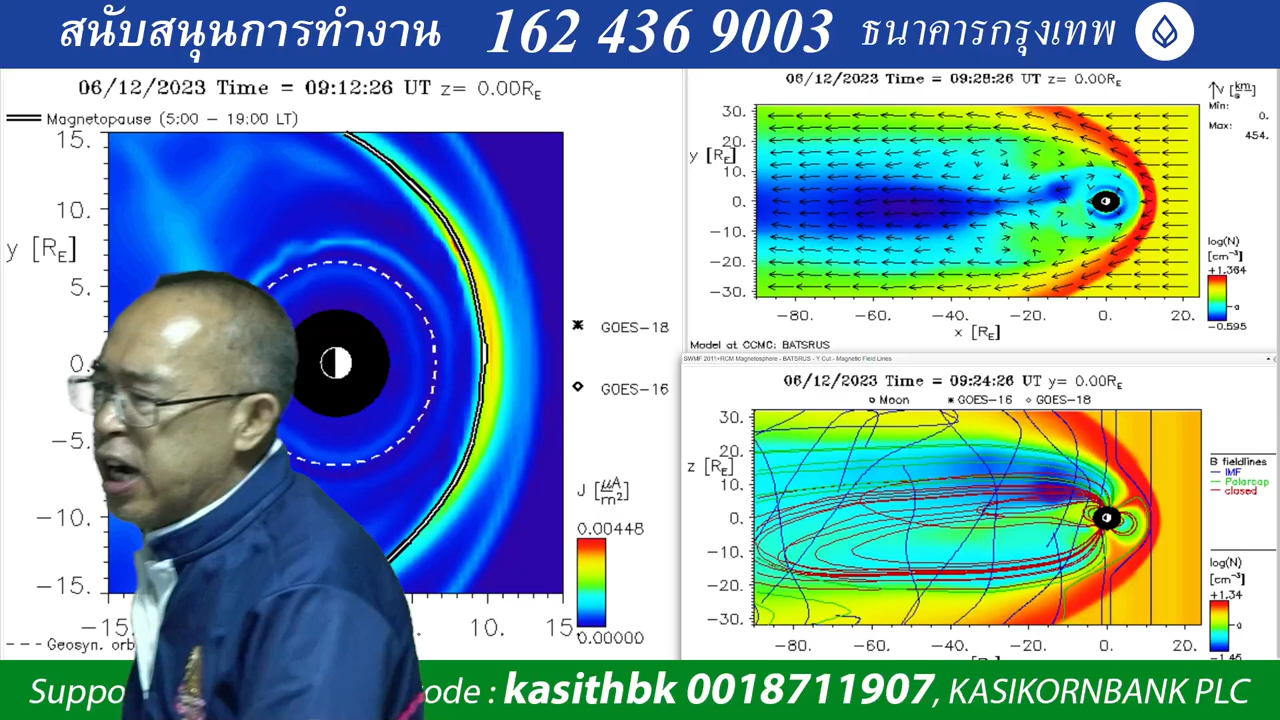 สนับสนุนการทำงาน 162 436 9003 ธนาคารกรุงเทพ
06/12/2023 Time = 09:12:26 UT z= 0.00RE
Magnetopause (5:00 – 19:00 LT)
15.
10.
y [RE]
5.
0.
−5.
−10.
−15.
−15
10.
15.
Geosyn. orb
GOES-18
GOES-16
J [µA/m2]
0.00448
0.00000
06/12/2023 Time = 09:28:26 UT z= 0.00RE
30.
20.
y [RE]
10.
0.
−10.
−20.
−30.
−80. −60. −40. −20. 0. 20.
x [RE]
V [km/s]
Min:
0.
Max:
454.
log(N)
[cm−3]
+1.364
−0.595
Model at CCMC: BATSRUS
SWMF 2011+RCM Magnetosphere - BATSRUS - Y Cut - Magnetic Field Lines
06/12/2023 Time = 09:24:26 UT y= 0.00RE
Moon GOES-16 GOES-18
30.
20.
z [RE]
10.
0.
−10.
−20.
−30.
−80. −60. −40. −20. 0. 20.
B fieldlines
IMF
Polarcap
closed
log(N)
[cm−3]
+1.34
−1.46
Suppo ode : kasithbk 0018711907, KASIKORNBANK PLC